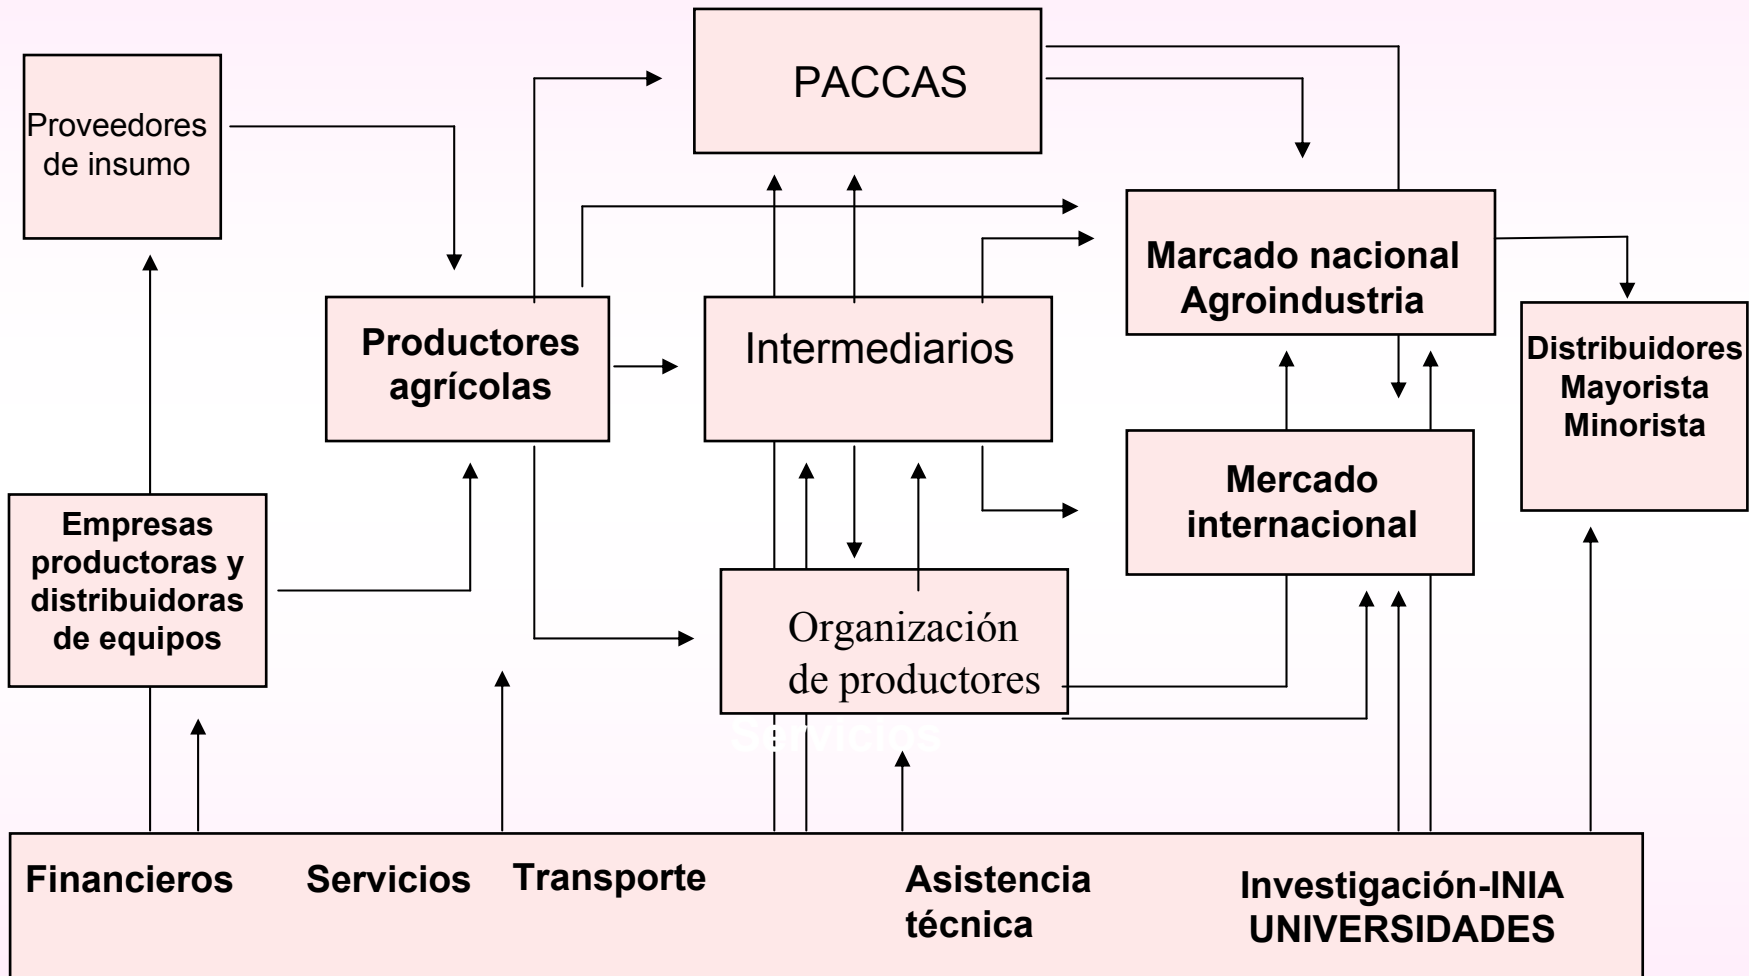 PACCAS
Proveedores
de insumo
Marcado nacional
Agroindustria
Productores
agrícolas
Intermediarios
Distribuidores
Mayorista
Minorista
Mercado
internacional
Empresas
productoras y
distribuidoras
de equipos
Organización
de productores
Servicios
Financieros
Servicios
Transporte
Asistencia
técnica
Investigación-INIA
UNIVERSIDADES